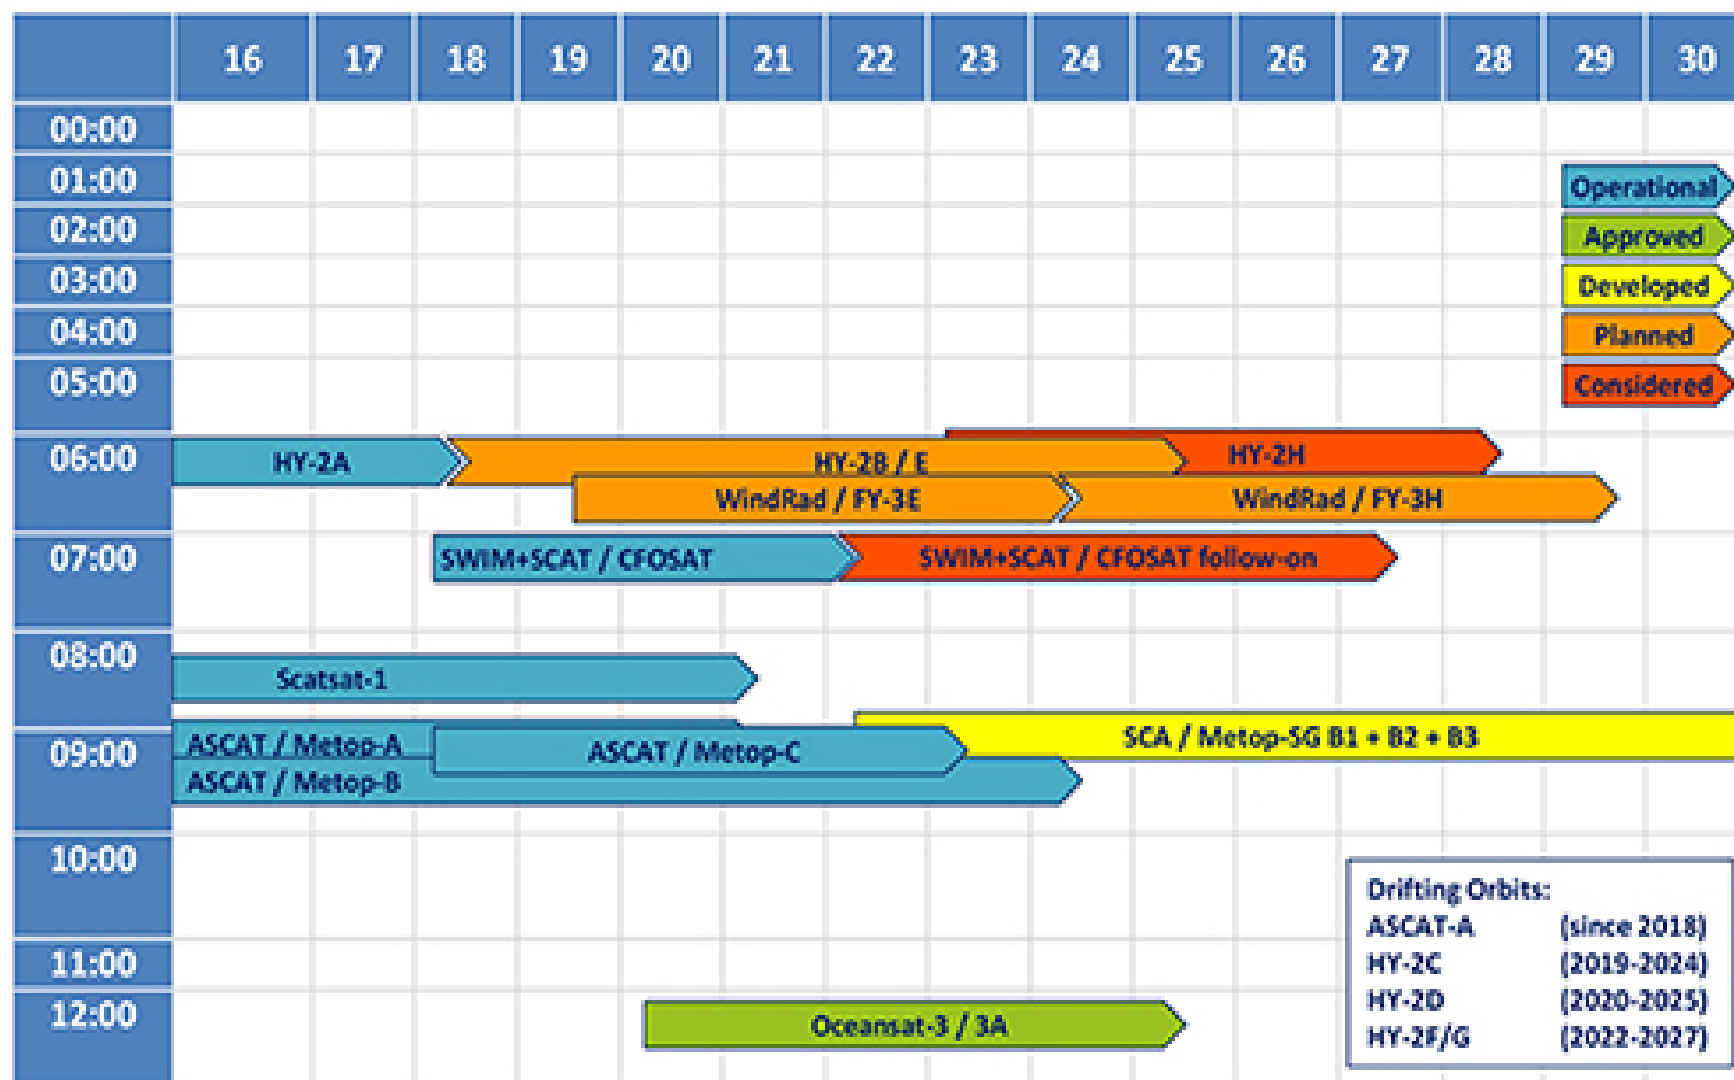 16 17 18 19 20 21 22 23 24 25 26 27 28 29 30
00:00
01:00
Operational
02:00
Approved
03:00
Developed
04:00
Planned
05:00
Considered
06:00
HY-2A
HY-2B / E
HY-2H
WindRad / FY-3E
WindRad / FY-3H
07:00
SWIM+SCAT / CFOSAT
SWIM+SCAT / CFOSAT follow-on
08:00
Scatsat-1
09:00
ASCAT / Metop-A
ASCAT / Metop-C
SCA / Metop-SG B1 + B2 + B3
ASCAT / Metop-B
10:00
11:00
12:00
Oceansat-3 / 3A
Drifting Orbits:
ASCAT-A (since 2018)
HY-2C (2019-2024)
HY-2D (2020-2025)
HY-2F/G (2022-2027)